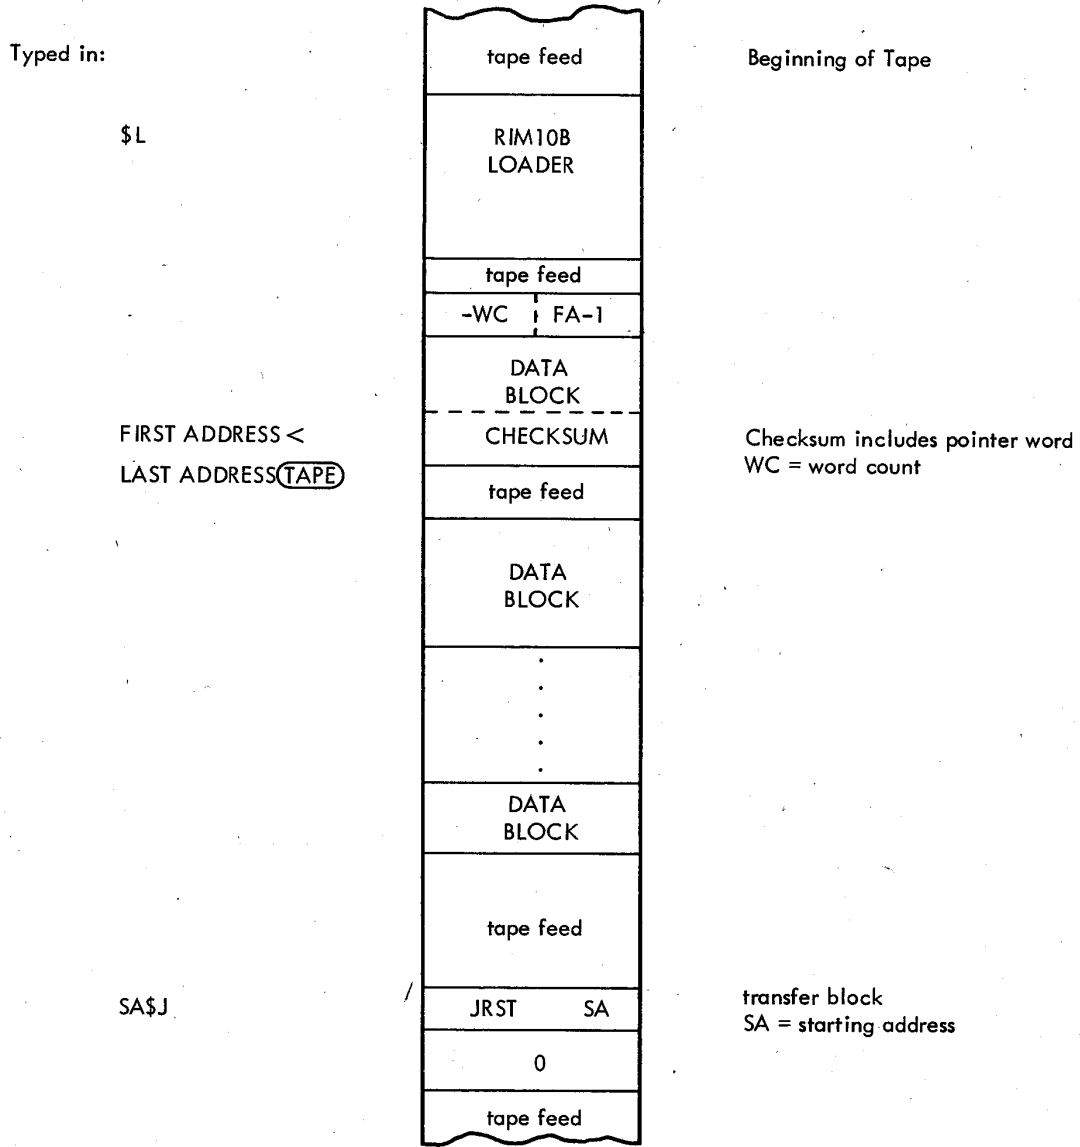 Typed in:
tape feed
Beginning of Tape
$L
RIM10B
LOADER
tape feed
-WC FA-1
DATA
BLOCK
FIRST ADDRESS <
CHECKSUM
Checksum includes pointer word
LAST ADDRESS TAPE
WC = word count
tape feed
DATA
BLOCK
DATA
BLOCK
tape feed
SA$J
JRST SA
transfer block
SA = starting address
0
tape feed